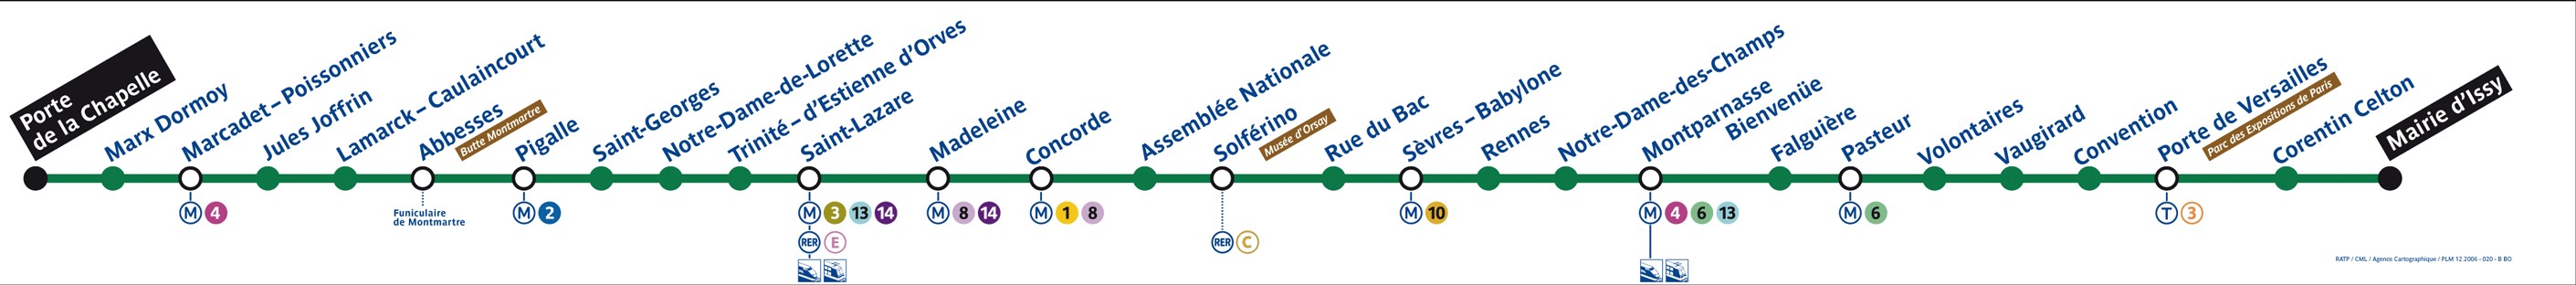 Porte
de la Chapelle
Marx Dormoy
Marcadet – Poissonniers
Jules Joffrin
Lamarck – Caulaincourt
Abbesses
Butte Montmartre
Pigalle
Saint-Georges
Notre-Dame-de-Lorette
Trinité – d'Estienne d'Orves
Saint-Lazare
Madeleine
Concorde
Assemblée Nationale
Solférino
Musée d'Orsay
Rue du Bac
Sèvres – Babylone
Rennes
Notre-Dame-des-Champs
Montparnasse
Bienvenüe
Falguière
Pasteur
Volontaires
Vaugirard
Convention
Porte de Versailles
Parc des Expositions de Paris
Corentin Celton
Mairie d'Issy
M 4
Funiculaire
de Montmartre
M 2
M 3 13 14
RER E
M 8 14
M 1 8
RER C
M 10
M 4 6 13
M 6
T 3
RATP / CML / Agence Cartographique / PLM 12.2006 - 020 - B BO